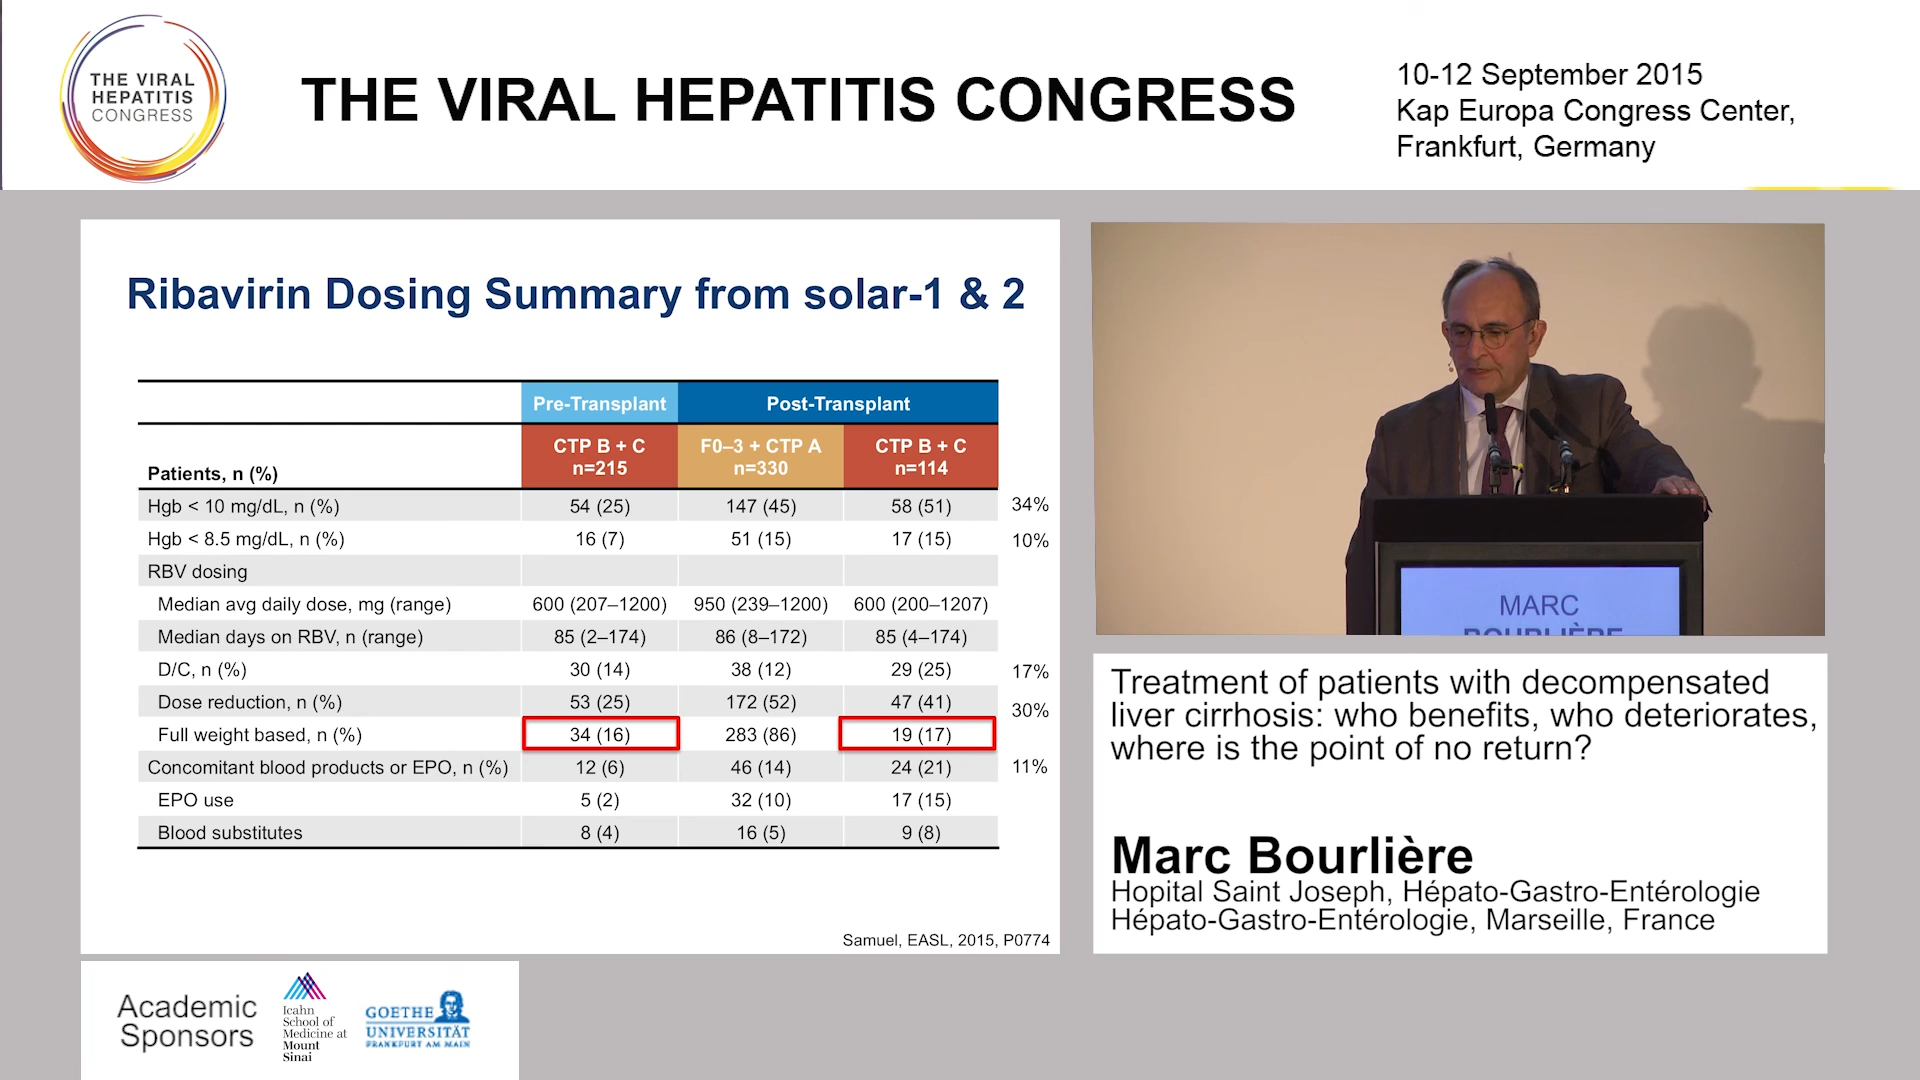 THE VIRAL
HEPATITIS
CONGRESS
THE VIRAL HEPATITIS CONGRESS
10-12 September 2015
Kap Europa Congress Center,
Frankfurt, Germany
Ribavirin Dosing Summary from solar-1 & 2
Pre-Transplant Post-Transplant
Patients, n (%) CTP B + C n=215 F0–3 + CTP A n=330 CTP B + C n=114
Hgb < 10 mg/dL, n (%) 54 (25) 147 (45) 58 (51) 34%
Hgb < 8.5 mg/dL, n (%) 16 (7) 51 (15) 17 (15) 10%
RBV dosing
Median avg daily dose, mg (range) 600 (207–1200) 950 (239–1200) 600 (200–1207)
Median days on RBV, n (range) 85 (2–174) 86 (8–172) 85 (4–174)
D/C, n (%) 30 (14) 38 (12) 29 (25) 17%
Dose reduction, n (%) 53 (25) 172 (52) 47 (41) 30%
Full weight based, n (%) 34 (16) 283 (86) 19 (17)
Concomitant blood products or EPO, n (%) 12 (6) 46 (14) 24 (21) 11%
EPO use 5 (2) 32 (10) 17 (15)
Blood substitutes 8 (4) 16 (5) 9 (8)
Samuel, EASL, 2015, P0774
MARC
BOURLIÈRE
Treatment of patients with decompensated
liver cirrhosis: who benefits, who deteriorates,
where is the point of no return?
Marc Bourlière
Hopital Saint Joseph, Hépato-Gastro-Entérologie
Hépato-Gastro-Entérologie, Marseille, France
Academic
Sponsors
Icahn
School of
Medicine at
Mount
Sinai
GOETHE
UNIVERSITÄT
FRANKFURT AM MAIN